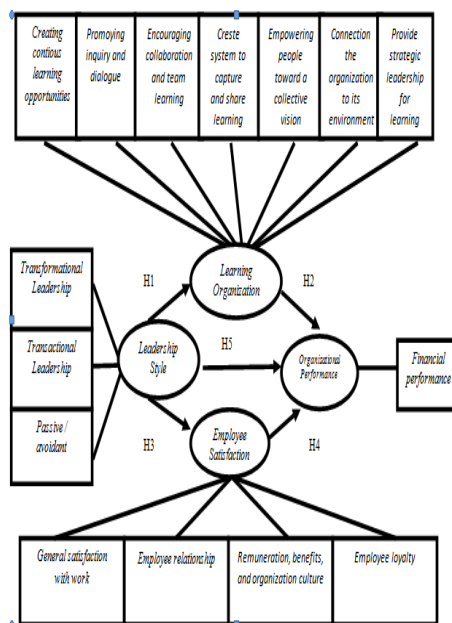 Creating
contious
learning
opportunities
Promoying
inquiry and
dialogue
Encouraging
collaboration
and team
learning
Creste
system to
capture
and share
learning
Empowering
people
toward a
collective
vision
Connection
the
organization
to its
environment
Provide
strategic
leadership
for
learning
Transformational
Leadership
Transactional
Leadership
Passive /
avoidant
H1
Learning
Organization
H2
Leadership
Style
H5
Organizational
Performance
Financial
performance
H3
Employee
Satisfaction
H4
General satisfaction
with work
Employee relationship
Remuneration, benefits,
and organization culture
Employee loyalty